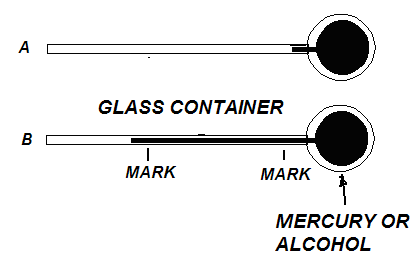 A
GLASS CONTAINER
B
MARK
MARK
MERCURY OR
ALCOHOL